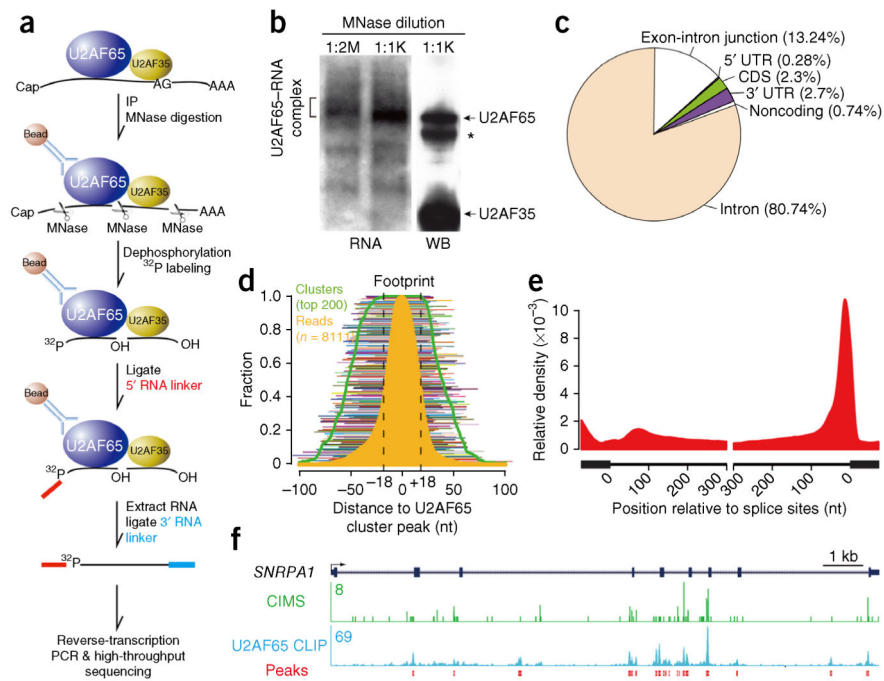 a
U2AF65
U2AF35
Cap
AG
AAA
IP
MNase digestion
Bead
U2AF65
U2AF35
Cap
AAA
MNase
MNase
MNase
Dephosphorylation
32P labeling
Bead
U2AF65
U2AF35
32P
OH
OH
Ligate
5′ RNA linker
Bead
U2AF65
U2AF35
32P
OH
OH
Extract RNA
ligate 3′ RNA
linker
32P
Reverse-transcription
PCR & high-throughput
sequencing
b
MNase dilution
1:2M 1:1K 1:1K
U2AF65–RNA
complex
U2AF65
*
U2AF35
RNA WB
c
Exon-intron junction (13.24%)
5′ UTR (0.28%)
CDS (2.3%)
3′ UTR (2.7%)
Noncoding (0.74%)
Intron (80.74%)
d
Footprint
Clusters
(top 200)
Reads
(n = 8111)
Fraction
1.0
0.8
0.6
0.4
0.2
0
−100 −50 −18 0 +18 50 100
Distance to U2AF65
cluster peak (nt)
e
Relative density (×10−3)
10
8
6
4
2
0
0 100 200 300 300 200 100 0
Position relative to splice sites (nt)
f
1 kb
SNRPA1
CIMS
8
U2AF65 CLIP
69
Peaks